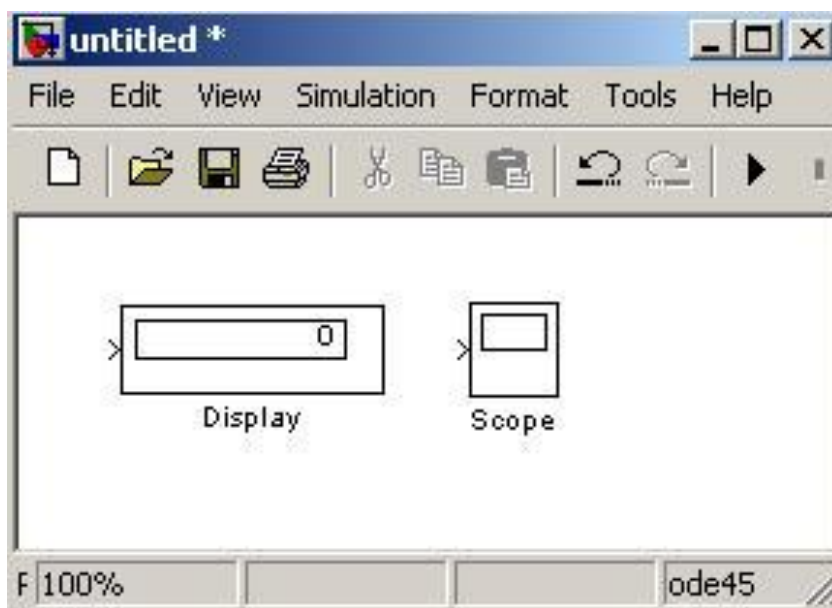 untitled *
File Edit View Simulation Format Tools Help
0
Display
Scope
F 100% ode45